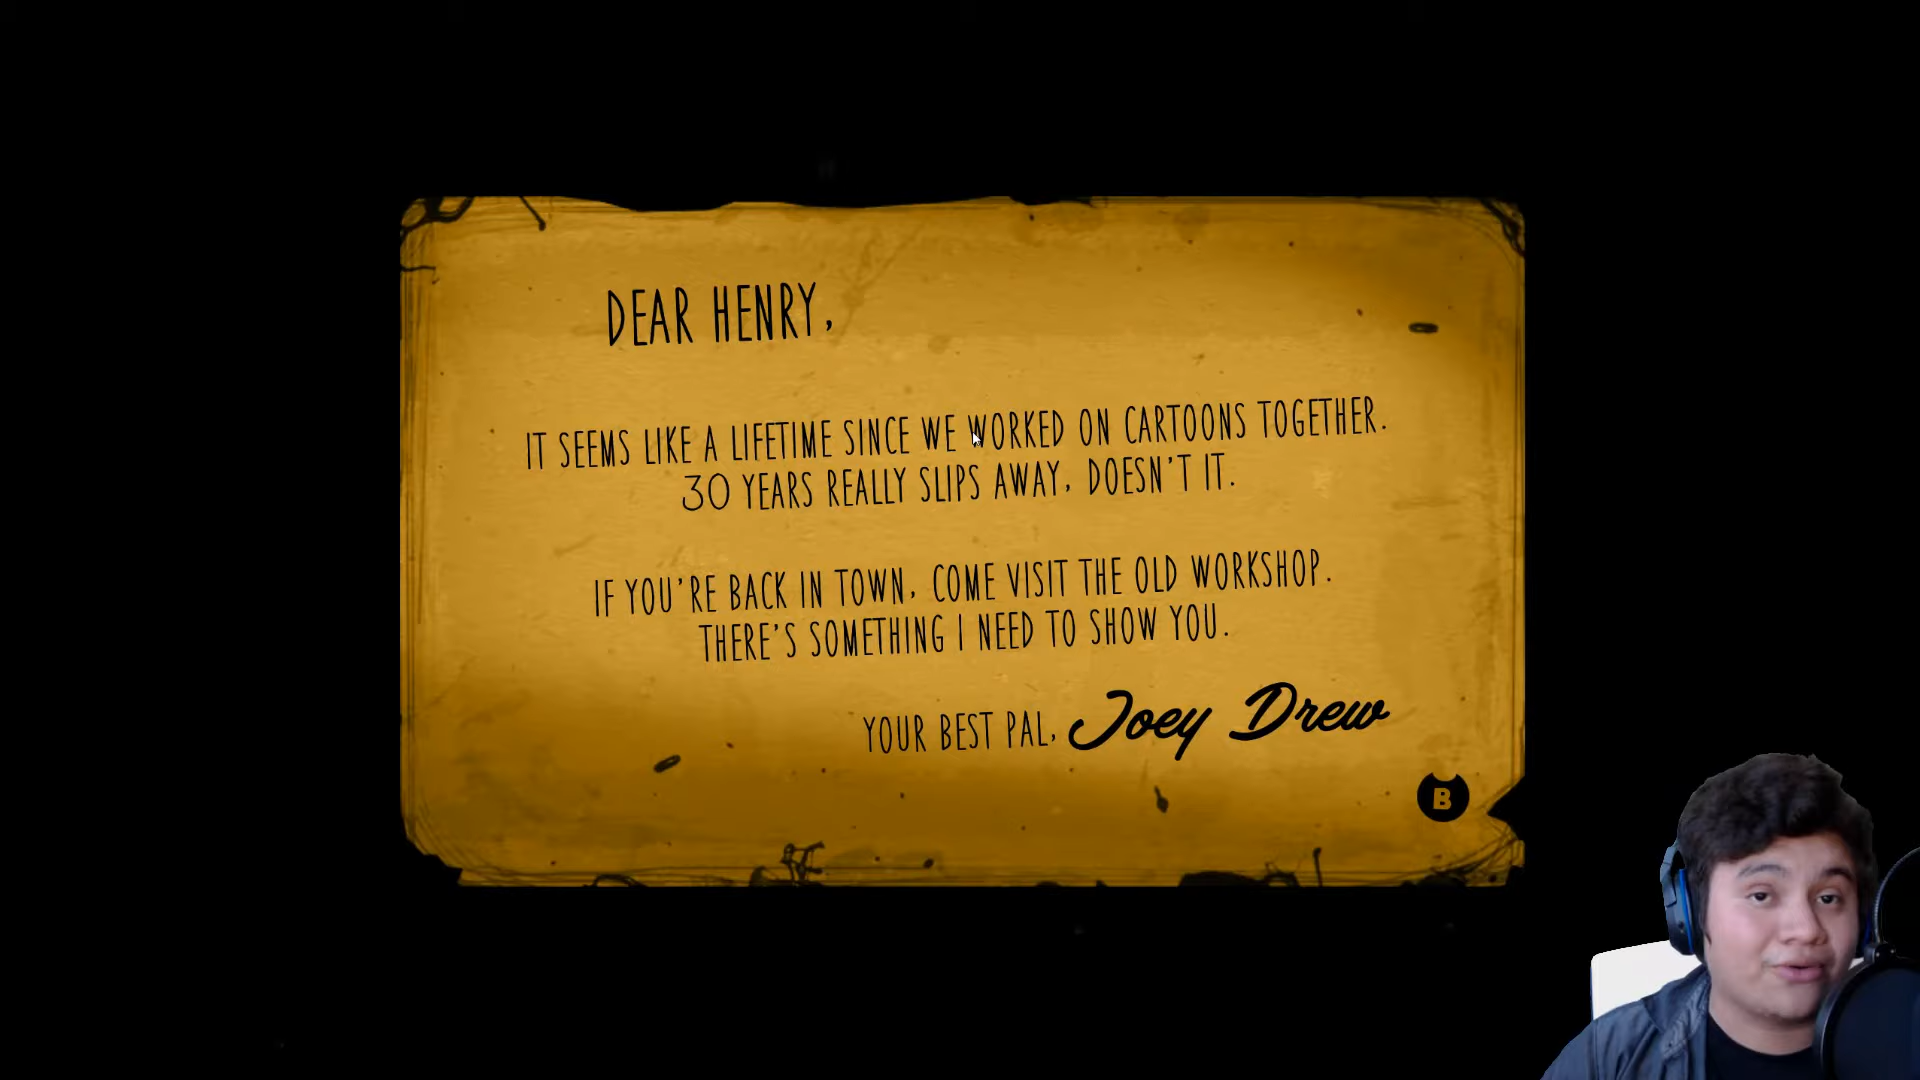 DEAR HENRY,
IT SEEMS LIKE A LIFETIME SINCE WE WORKED ON CARTOONS TOGETHER.
30 YEARS REALLY SLIPS AWAY, DOESN'T IT.
IF YOU'RE BACK IN TOWN, COME VISIT THE OLD WORKSHOP.
THERE'S SOMETHING I NEED TO SHOW YOU.
YOUR BEST PAL, Joey Drew
B